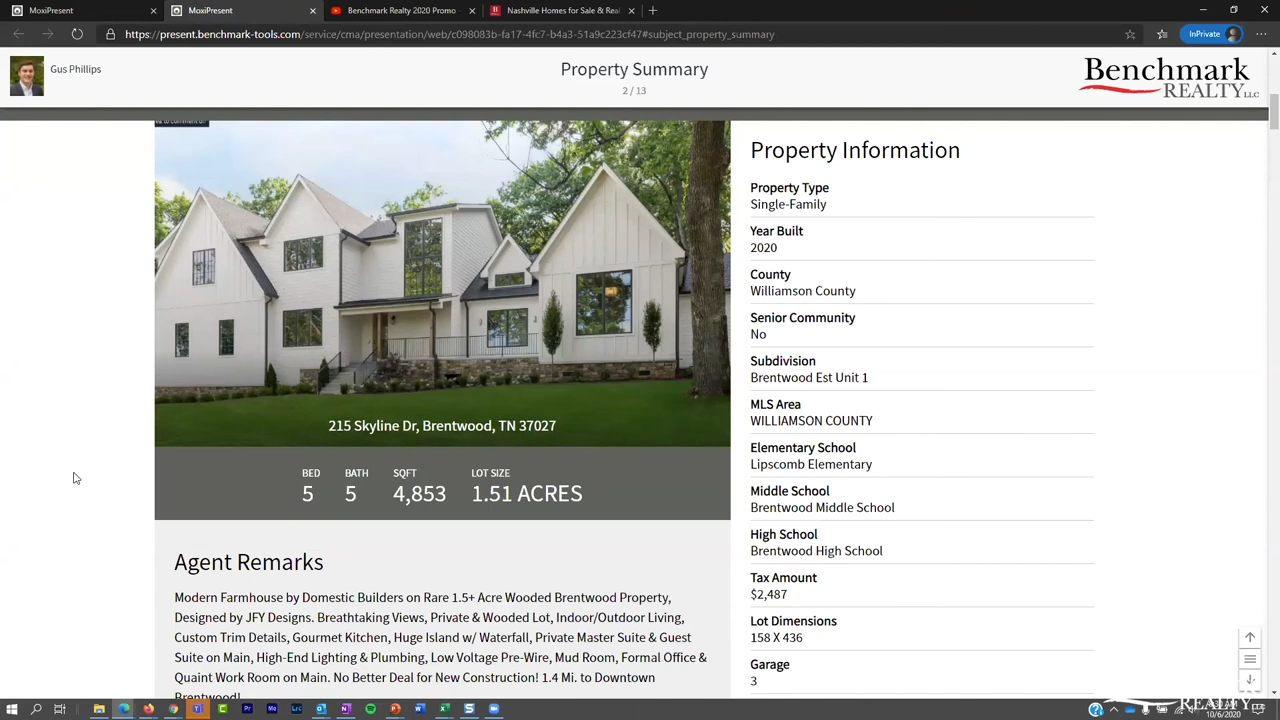 MoxiPresent
MoxiPresent
Benchmark Realty 2020 Promo
Nashville Homes for Sale & Real
https://present.benchmark-tools.com/service/cma/presentation/web/c098083b-fa17-4fc7-b4a3-51a9c223cf47#subject_property_summary
InPrivate
Gus Phillips
Property Summary
2 / 13
Benchmark
REALTY LLC
215 Skyline Dr, Brentwood, TN 37027
BED BATH SQFT LOT SIZE
5 5 4,853 1.51 ACRES
Agent Remarks
Modern Farmhouse by Domestic Builders on Rare 1.5+ Acre Wooded Brentwood Property,
Designed by JFY Designs. Breathtaking Views, Private & Wooded Lot, Indoor/Outdoor Living,
Custom Trim Details, Gourmet Kitchen, Huge Island w/ Waterfall, Private Master Suite & Guest
Suite on Main, High-End Lighting & Plumbing, Low Voltage Pre-Wire, Mud Room, Formal Office &
Quaint Work Room on Main. No Better Deal for New Construction! 1.4 Mi. to Downtown
Brentwood!
Property Information
Property Type
Single-Family
Year Built
2020
County
Williamson County
Senior Community
No
Subdivision
Brentwood Est Unit 1
MLS Area
WILLIAMSON COUNTY
Elementary School
Lipscomb Elementary
Middle School
Brentwood Middle School
High School
Brentwood High School
Tax Amount
$2,487
Lot Dimensions
158 X 436
Garage
3
REALTY
10/6/2020